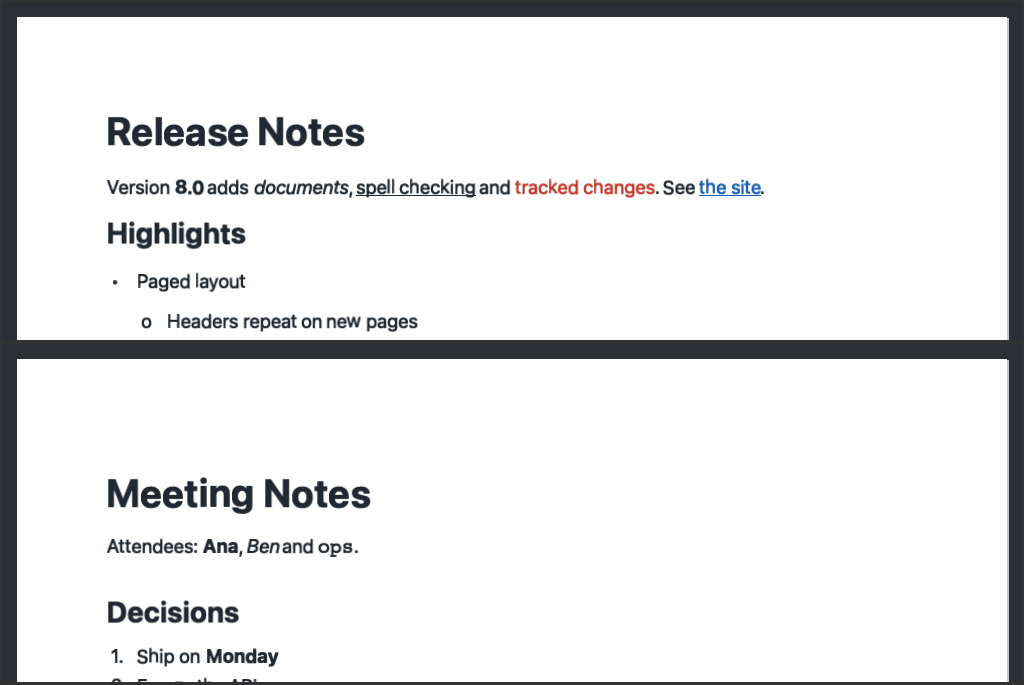 Release Notes
Version 8.0 adds documents, spell checking and tracked changes. See the site.
Highlights
• Paged layout
o Headers repeat on new pages
Meeting Notes
Attendees: Ana, Ben and ops.
Decisions
1. Ship on Monday